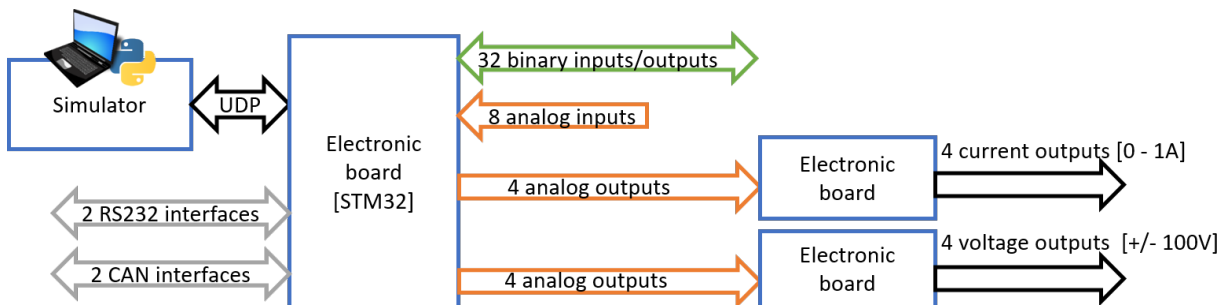 Simulator
UDP
2 RS232 interfaces
2 CAN interfaces
Electronic
board
[STM32]
32 binary inputs/outputs
8 analog inputs
4 analog outputs
4 analog outputs
Electronic
board
4 current outputs [0 - 1A]
Electronic
board
4 voltage outputs [+/- 100V]